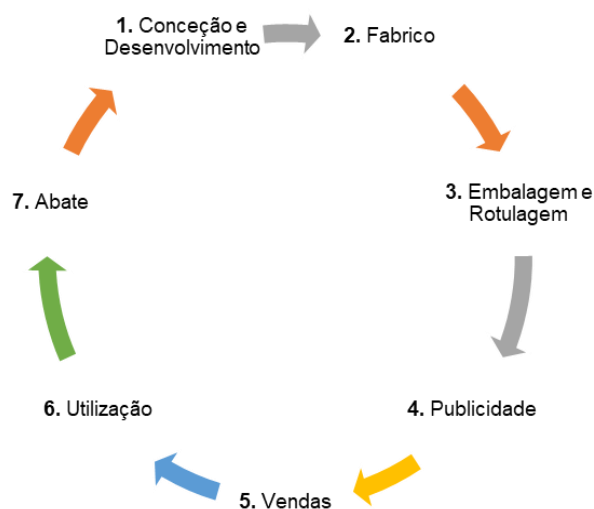 1. Conceção e
Desenvolvimento
2. Fabrico
3. Embalagem e
Rotulagem
4. Publicidade
5. Vendas
6. Utilização
7. Abate